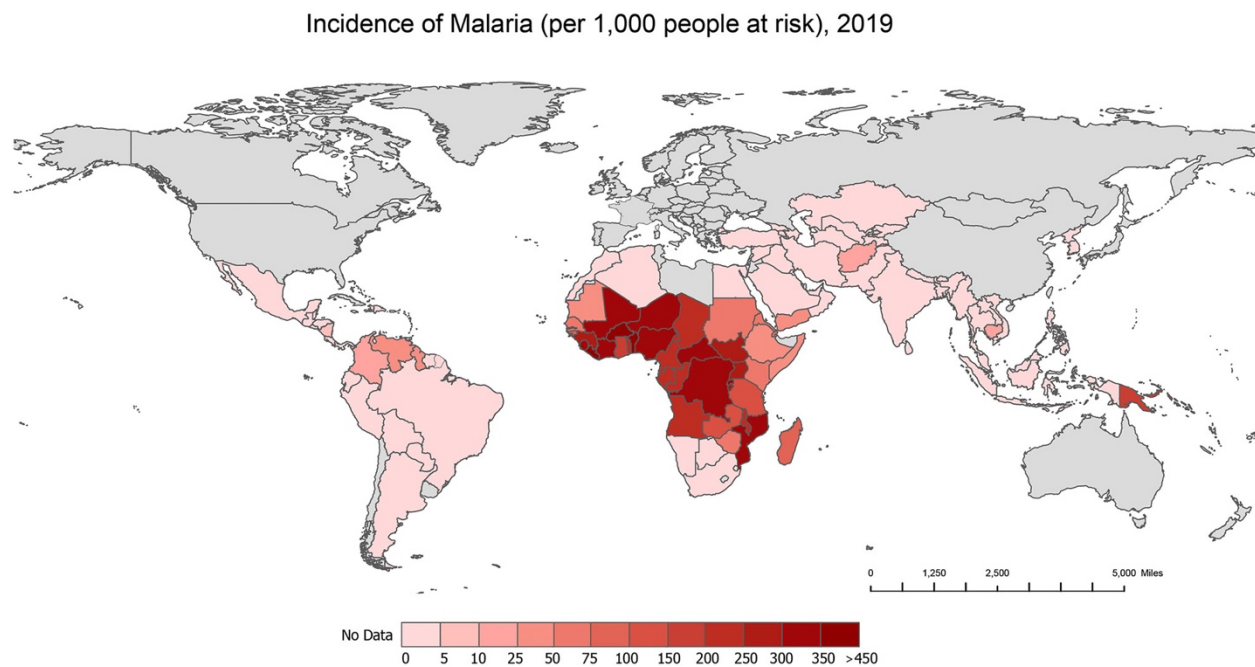 Incidence of Malaria (per 1,000 people at risk), 2019
0 1,250 2,500 5,000 Miles
No Data
0 5 10 25 50 75 100 150 200 250 300 350 >450